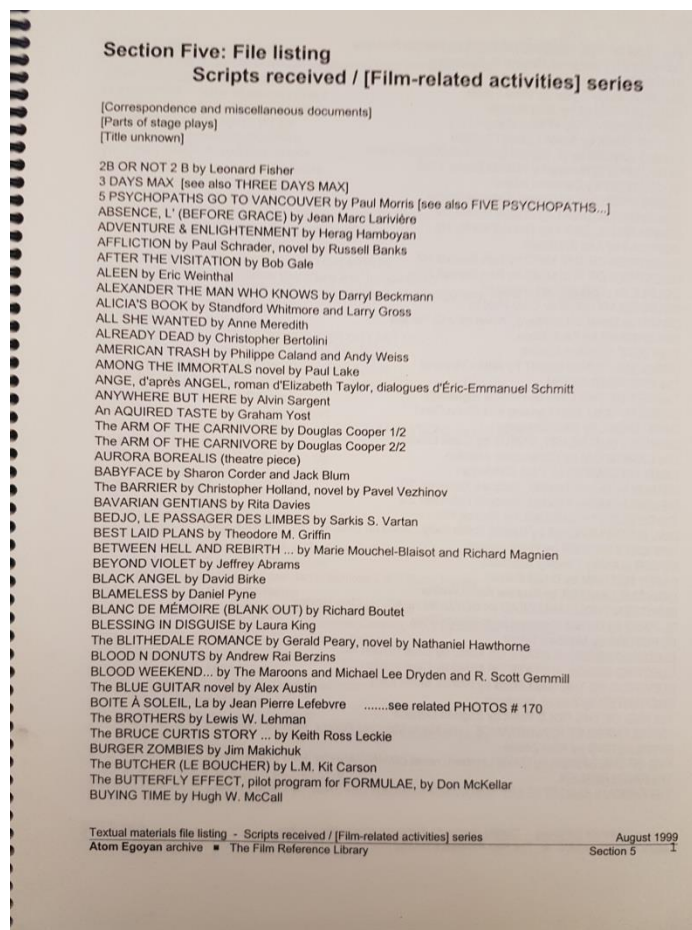 Section Five: File listing
Scripts received / [Film-related activities] series
[Correspondence and miscellaneous documents]
[Parts of stage plays]
[Title unknown]
2B OR NOT 2 B by Leonard Fisher
3 DAYS MAX [see also THREE DAYS MAX]
5 PSYCHOPATHS GO TO VANCOUVER by Paul Morris [see also FIVE PSYCHOPATHS...]
ABSENCE, L' (BEFORE GRACE) by Jean Marc Larivière
ADVENTURE & ENLIGHTENMENT by Herag Hamboyan
AFFLICTION by Paul Schrader, novel by Russell Banks
AFTER THE VISITATION by Bob Gale
ALEEN by Eric Weinthal
ALEXANDER THE MAN WHO KNOWS by Darryl Beckmann
ALICIA'S BOOK by Standford Whitmore and Larry Gross
ALL SHE WANTED by Anne Meredith
ALREADY DEAD by Christopher Bertolini
AMERICAN TRASH by Philippe Caland and Andy Weiss
AMONG THE IMMORTALS novel by Paul Lake
ANGE, d'après ANGEL, roman d'Elizabeth Taylor, dialogues d'Éric-Emmanuel Schmitt
ANYWHERE BUT HERE by Alvin Sargent
An AQUIRED TASTE by Graham Yost
The ARM OF THE CARNIVORE by Douglas Cooper 1/2
The ARM OF THE CARNIVORE by Douglas Cooper 2/2
AURORA BOREALIS (theatre piece)
BABYFACE by Sharon Corder and Jack Blum
The BARRIER by Christopher Holland, novel by Pavel Vezhinov
BAVARIAN GENTIANS by Rita Davies
BEDJO, LE PASSAGER DES LIMBES by Sarkis S. Vartan
BEST LAID PLANS by Theodore M. Griffin
BETWEEN HELL AND REBIRTH ... by Marie Mouchel-Blaisot and Richard Magnien
BEYOND VIOLET by Jeffrey Abrams
BLACK ANGEL by David Birke
BLAMELESS by Daniel Pyne
BLANC DE MÉMOIRE (BLANK OUT) by Richard Boutet
BLESSING IN DISGUISE by Laura King
The BLITHEDALE ROMANCE by Gerald Peary, novel by Nathaniel Hawthorne
BLOOD N DONUTS by Andrew Rai Berzins
BLOOD WEEKEND... by The Maroons and Michael Lee Dryden and R. Scott Gemmill
The BLUE GUITAR novel by Alex Austin
BOITE À SOLEIL, La by Jean Pierre Lefebvre .......see related PHOTOS # 170
The BROTHERS by Lewis W. Lehman
The BRUCE CURTIS STORY ... by Keith Ross Leckie
BURGER ZOMBIES by Jim Makichuk
The BUTCHER (LE BOUCHER) by L.M. Kit Carson
The BUTTERFLY EFFECT, pilot program for FORMULAE, by Don McKellar
BUYING TIME by Hugh W. McCall
Textual materials file listing - Scripts received / [Film-related activities] series August 1999
Atom Egoyan archive ■ The Film Reference Library Section 5 1